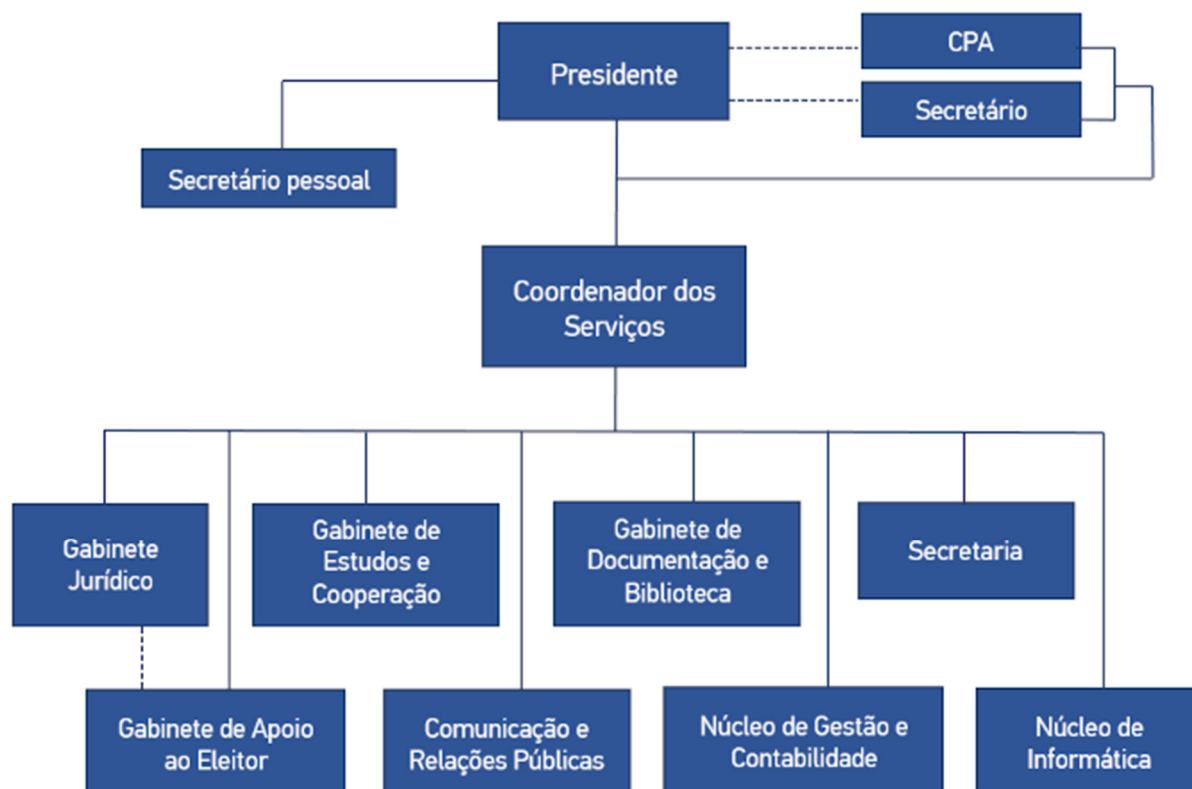 CPA
Presidente
Secretário
Secretário pessoal
Coordenador dos
Serviços
Gabinete
Jurídico
Gabinete de
Estudos e
Cooperação
Gabinete de
Documentação e
Biblioteca
Secretaria
Gabinete de Apoio
ao Eleitor
Comunicação e
Relações Públicas
Núcleo de Gestão e
Contabilidade
Núcleo de
Informática